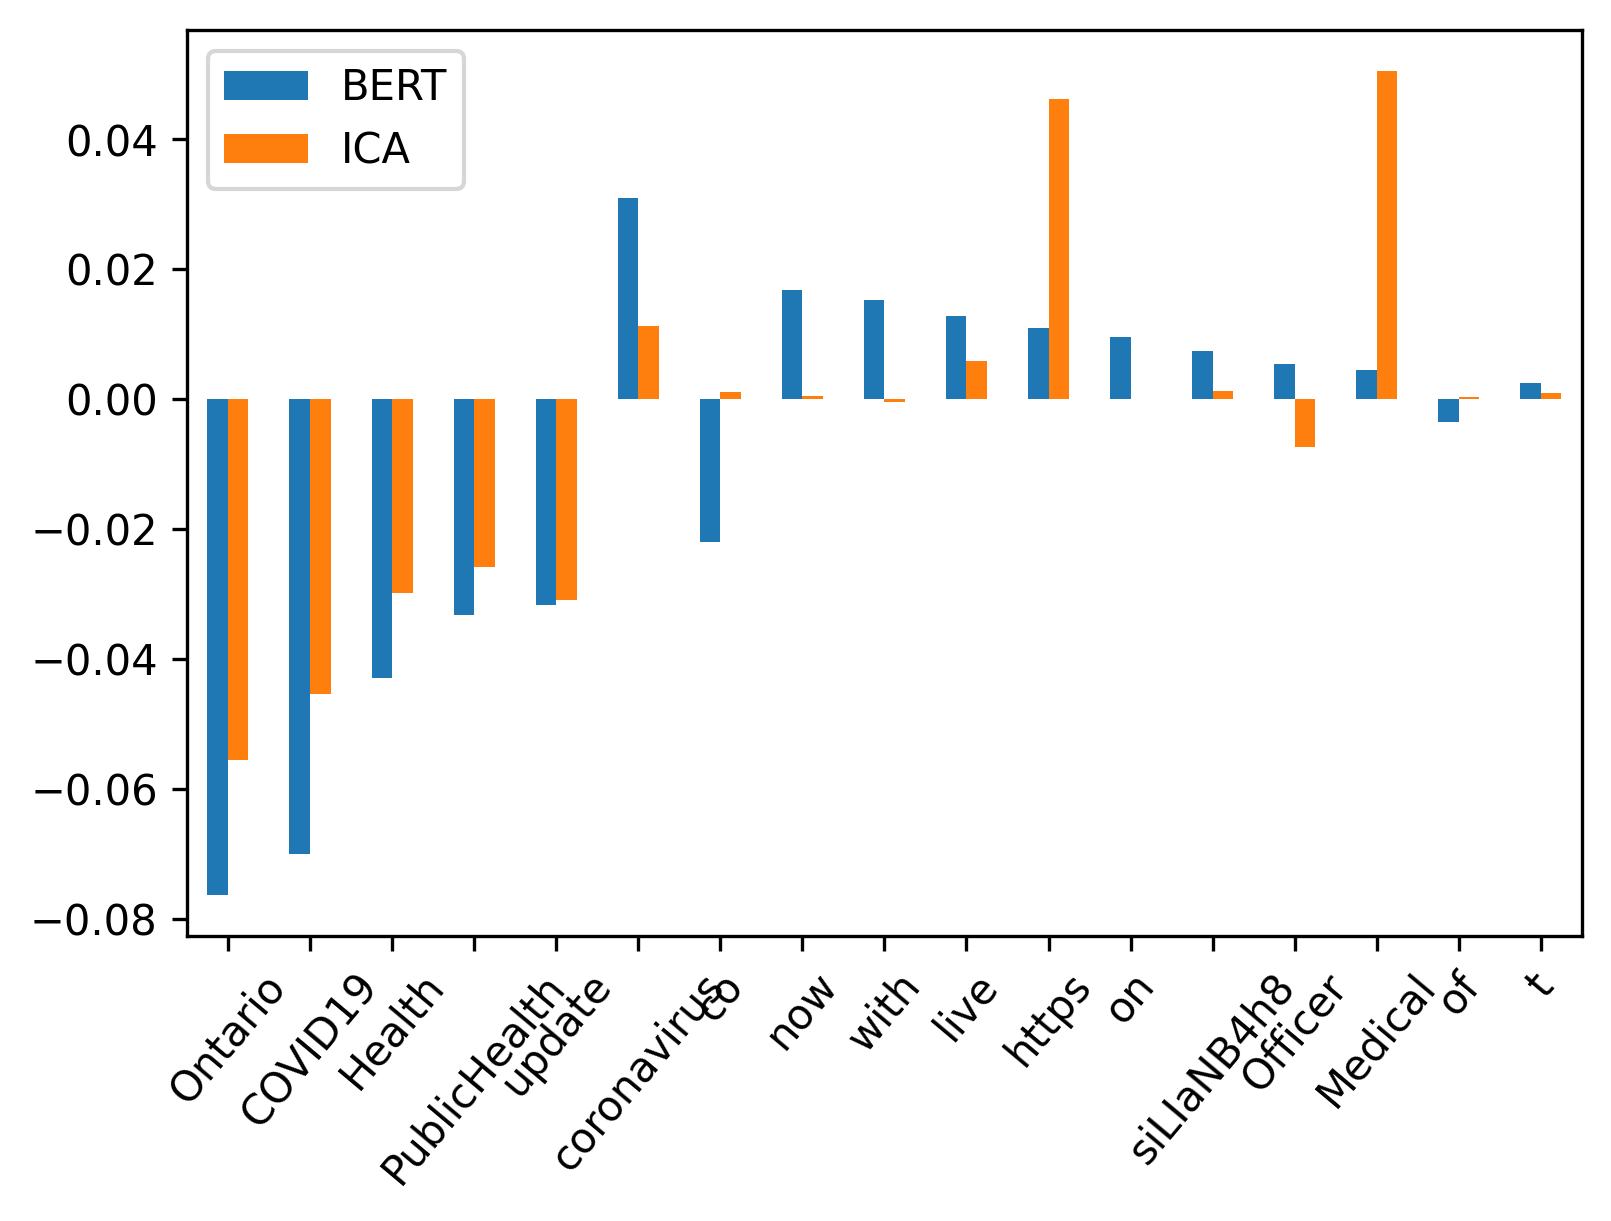 BERT
ICA
0.04
0.02
0.00
−0.02
−0.04
−0.06
−0.08
Ontario
COVID19
Health
PublicHealth
update
coronavirus
co
now
with
live
https
on
siLIaNB4h8
Officer
Medical
of
t